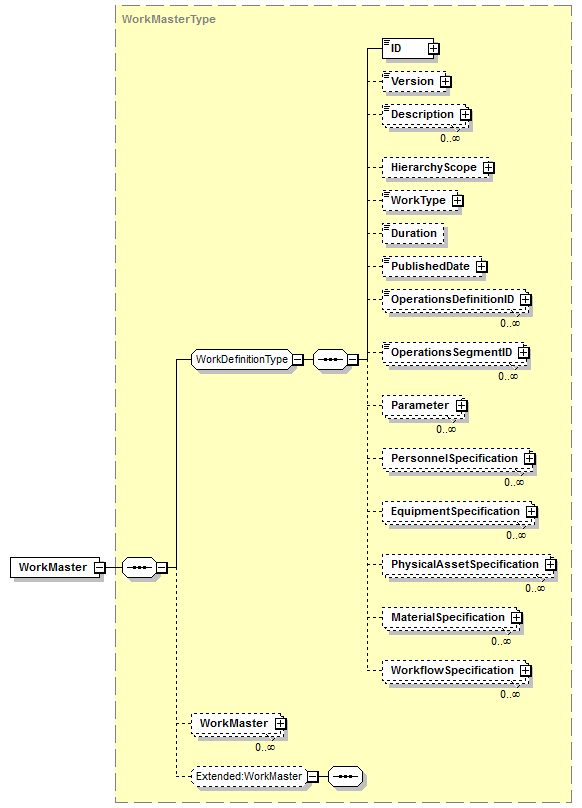 WorkMasterType
ID
Version
Description
0..∞
HierarchyScope
WorkType
Duration
PublishedDate
OperationsDefinitionID
0..∞
WorkDefinitionType
OperationsSegmentID
0..∞
Parameter
0..∞
PersonnelSpecification
0..∞
EquipmentSpecification
0..∞
WorkMaster
PhysicalAssetSpecification
0..∞
MaterialSpecification
0..∞
WorkflowSpecification
0..∞
WorkMaster
0..∞
Extended:WorkMaster